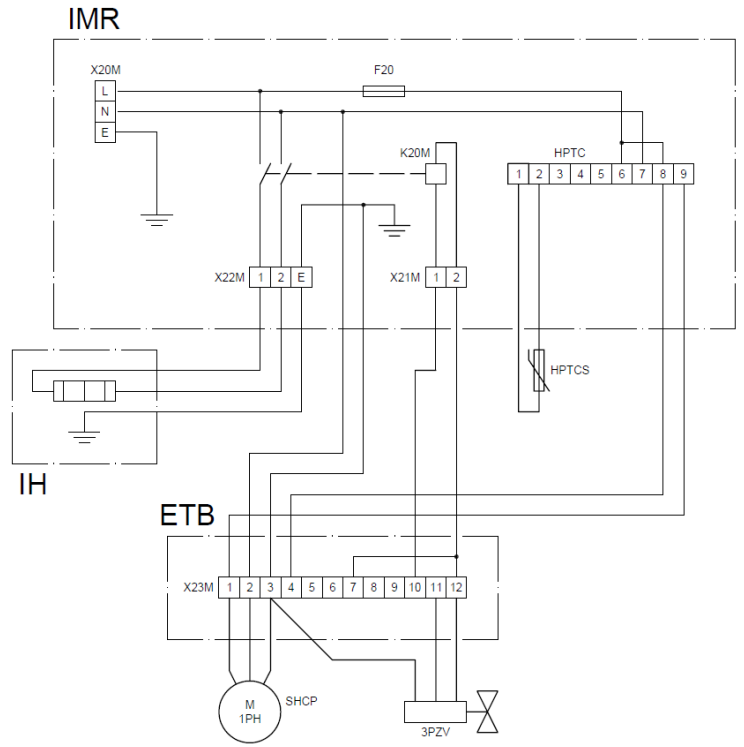 IMR
X20M
L
N
E
F20
K20M
HPTC
1 2 3 4 5 6 7 8 9
X22M 1 2 E
X21M 1 2
HPTCS
IH
ETB
X23M 1 2 3 4 5 6 7 8 9 10 11 12
M
1PH
SHCP
3PZV